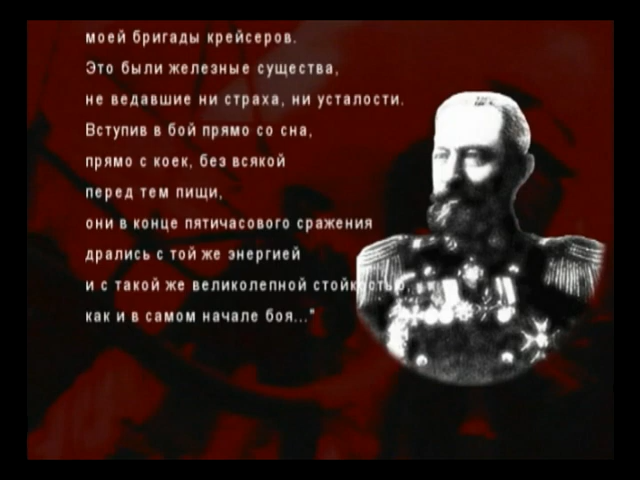 моей бригады крейсеров.
Это были железные существа,
не ведавшие ни страха, ни усталости.
Вступив в бой прямо со сна,
прямо с коек, без всякой
перед тем пищи,
они в конце пятичасового сражения
дрались с той же энергией
и с такой же великолепной стойкостью,
как и в самом начале боя..."